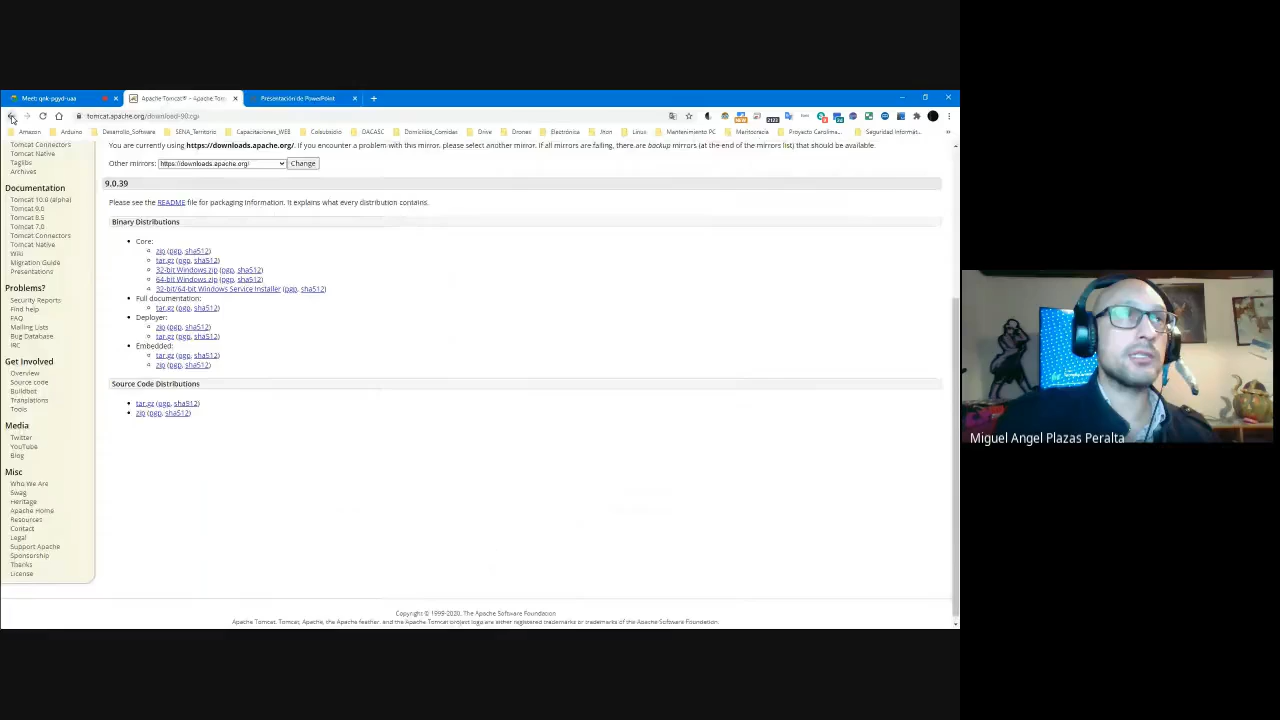 Meet: qnk-pgyd-uaa
Apache Tomcat® - Apache Tom
Presentación de PowerPoint
tomcat.apache.org/download-90.cgi
Amazon
Arduino
Desarrollo_Software
SENA_Territorio
Capacitaciones_WEB
Colsubsidio
DACASC
Domicilios_Comidas
Drive
Drones
Electrónica
Jhon
Linux
Mantenimiento PC
Maritocracia
Proyecto Carolina...
Seguridad Informat...
Tomcat Connectors
Tomcat Native
Taglibs
Archives
Documentation
Tomcat 10.0 (alpha)
Tomcat 9.0
Tomcat 8.5
Tomcat 7.0
Tomcat Connectors
Tomcat Native
Wiki
Migration Guide
Presentations
Problems?
Security Reports
Find help
FAQ
Mailing Lists
Bug Database
IRC
Get Involved
Overview
Source code
Buildbot
Translations
Tools
Media
Twitter
YouTube
Blog
Misc
Who We Are
Swag
Heritage
Apache Home
Resources
Contact
Legal
Support Apache
Sponsorship
Thanks
License
You are currently using https://downloads.apache.org/. If you encounter a problem with this mirror, please select another mirror. If all mirrors are failing, there are backup mirrors (at the end of the mirrors list) that should be available.
Other mirrors: https://downloads.apache.org/ Change
9.0.39
Please see the README file for packaging information. It explains what every distribution contains.
Binary Distributions
Core:
zip (pgp, sha512)
tar.gz (pgp, sha512)
32-bit Windows zip (pgp, sha512)
64-bit Windows zip (pgp, sha512)
32-bit/64-bit Windows Service Installer (pgp, sha512)
Full documentation:
tar.gz (pgp, sha512)
Deployer:
zip (pgp, sha512)
tar.gz (pgp, sha512)
Embedded:
tar.gz (pgp, sha512)
zip (pgp, sha512)
Source Code Distributions
tar.gz (pgp, sha512)
zip (pgp, sha512)
Copyright © 1999-2020, The Apache Software Foundation
Apache Tomcat, Tomcat, Apache, the Apache feather, and the Apache Tomcat project logo are either registered trademarks or trademarks of the Apache Software Foundation.
Miguel Angel Plazas Peralta